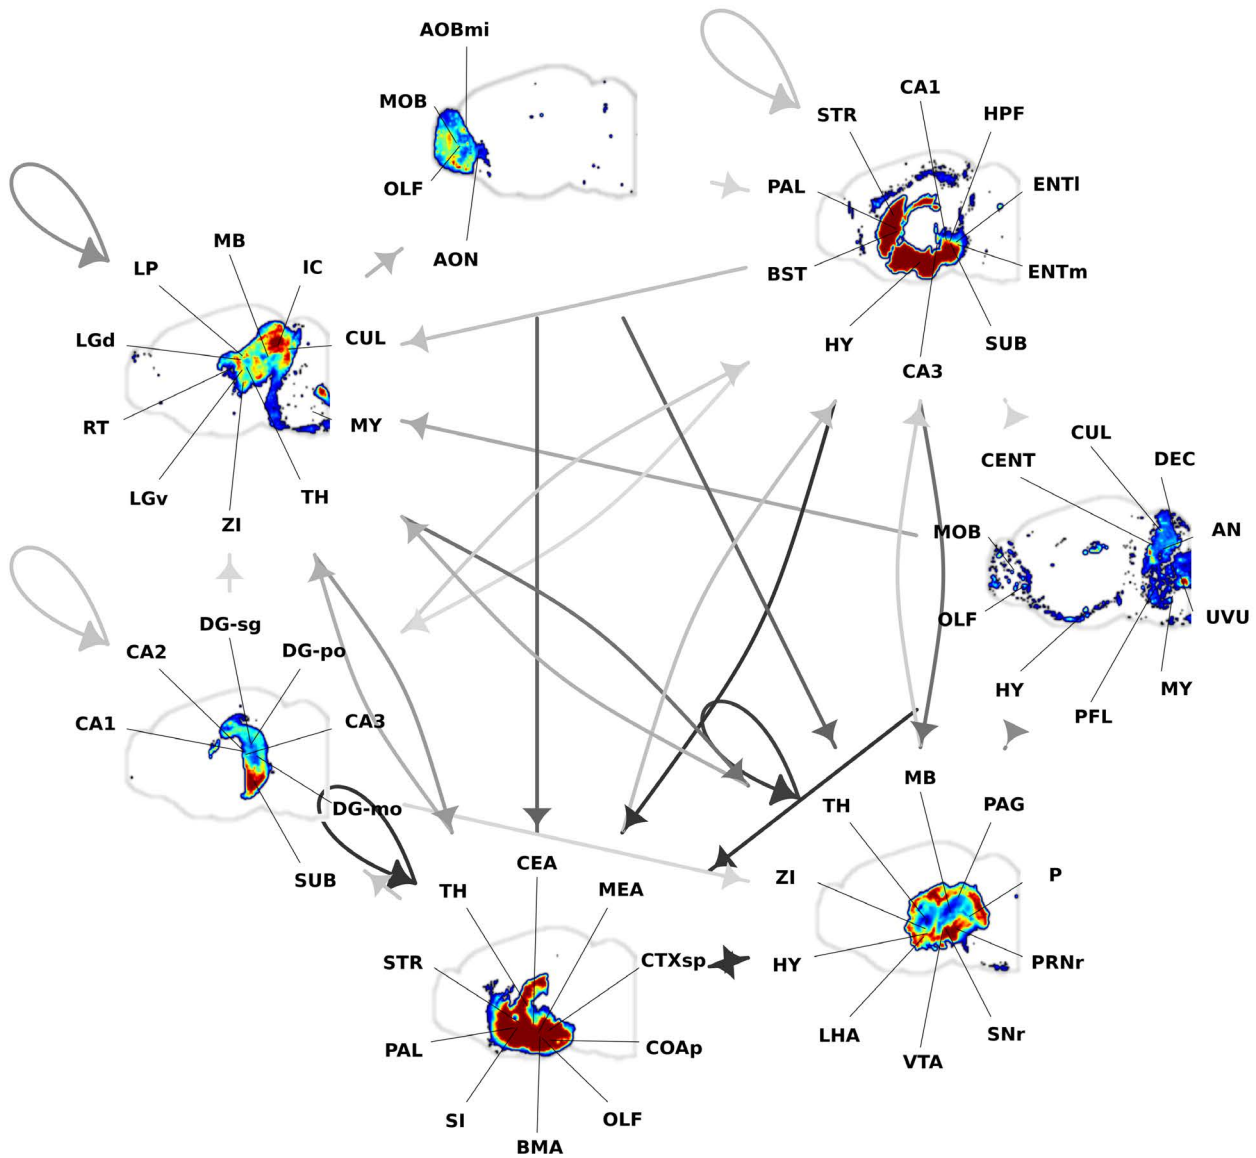 AOBmi
MOB
OLF
AON
CA1
STR
HPF
PAL
ENTl
BST
ENTm
HY
SUB
CA3
MB
LP
IC
LGd
CUL
RT
MY
LGv
TH
ZI
CUL
CENT
DEC
MOB
AN
OLF
UVU
HY
MY
PFL
DG-sg
CA2
DG-po
CA1
CA3
DG-mo
SUB
CEA
TH
MEA
STR
CTXsp
PAL
COAp
SI
OLF
BMA
MB
TH
PAG
ZI
P
HY
PRNr
LHA
SNr
VTA